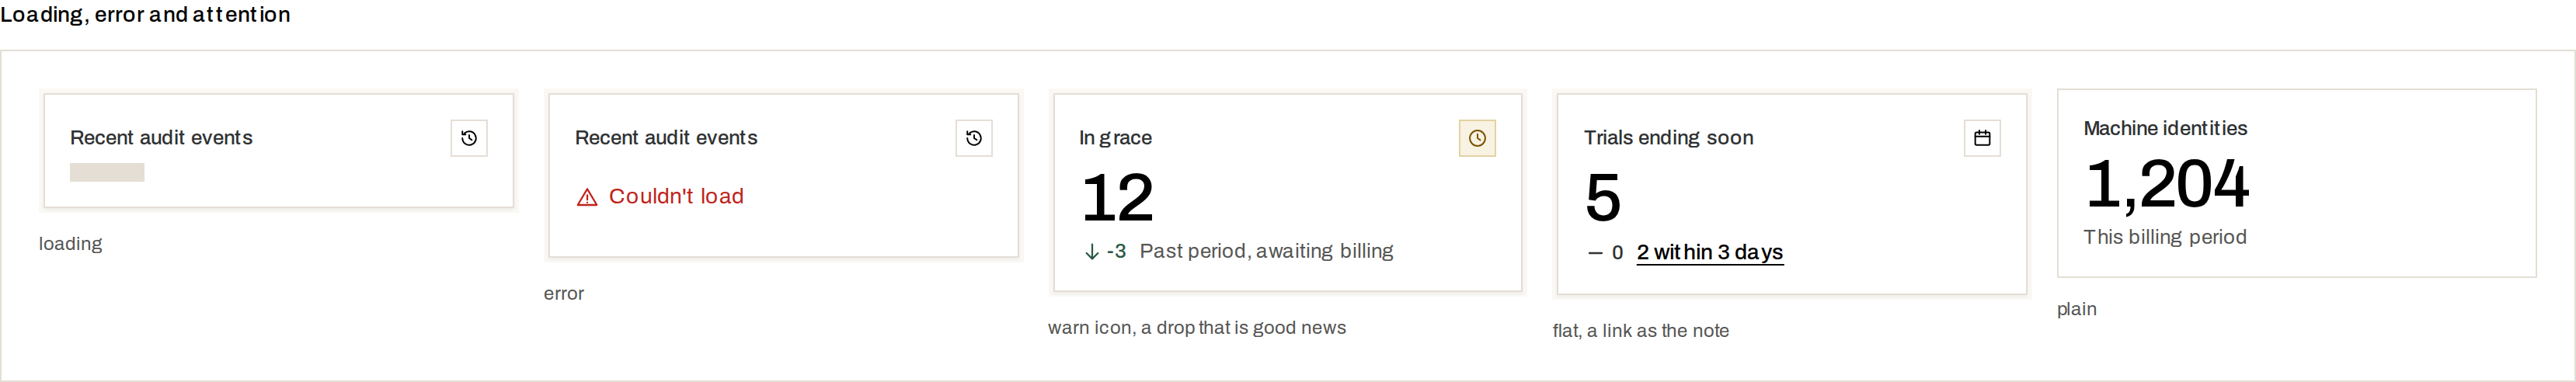 Loading, error and attention
Recent audit events
loading
Recent audit events
Couldn't load
error
In grace
12
-3 Past period, awaiting billing
warn icon, a drop that is good news
Trials ending soon
5
0 2 within 3 days
flat, a link as the note
Machine identities
1,204
This billing period
plain